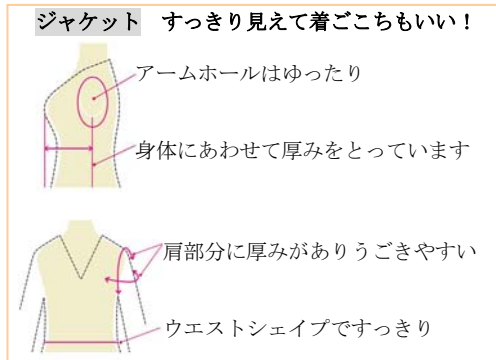 ジャケット　すっきり見えて着ごこちもいい！
アームホールはゆったり
身体にあわせて厚みをとっています
肩部分に厚みがありうごきやすい
ウエストシェイプですっきり